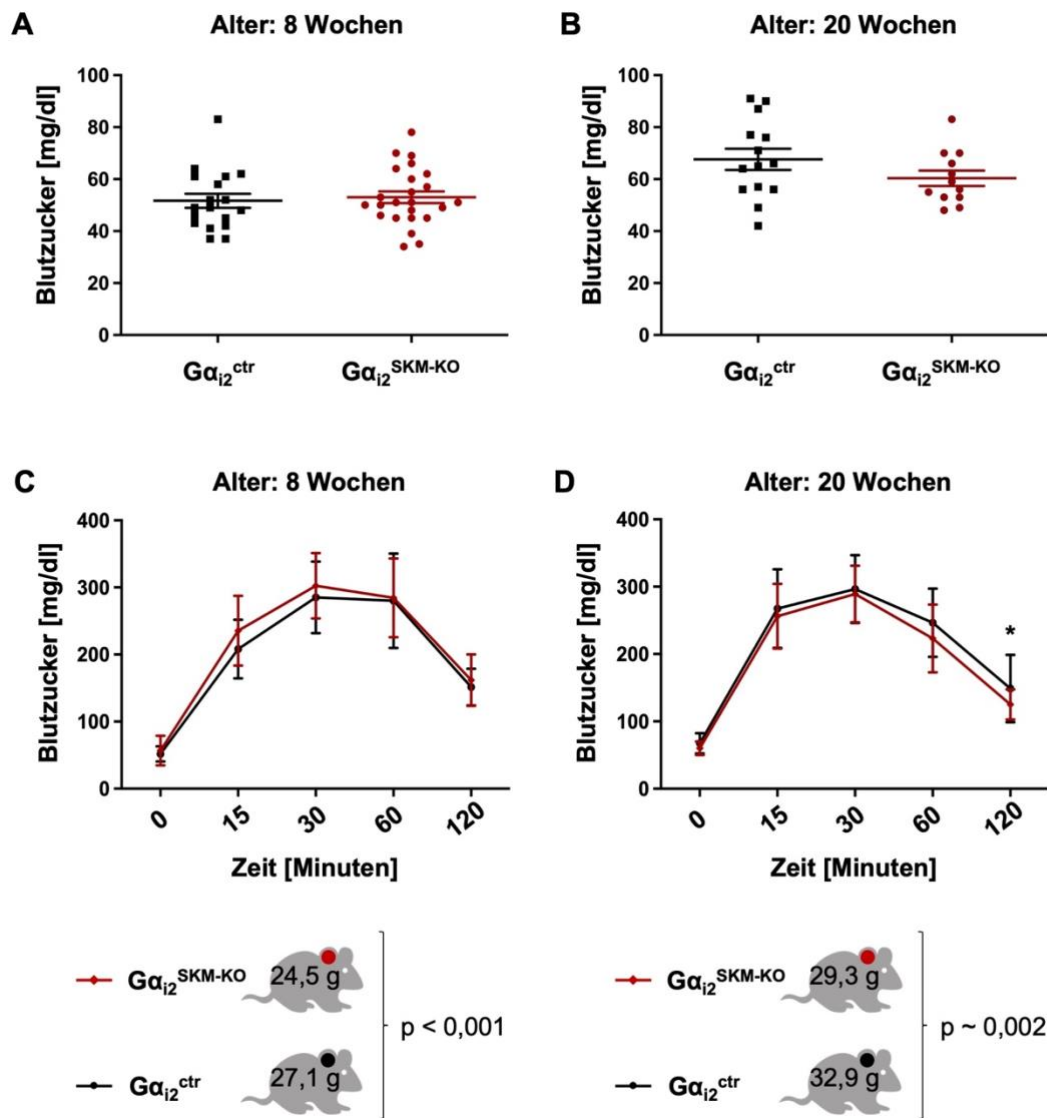 A Alter: 8 Wochen
Blutzucker [mg/dl]
100
80
60
40
20
0
Gαi2ctr Gαi2SKM-KO
B Alter: 20 Wochen
Blutzucker [mg/dl]
100
80
60
40
20
0
Gαi2ctr Gαi2SKM-KO
C Alter: 8 Wochen
Blutzucker [mg/dl]
400
300
200
100
0
0 15 30 60 120
Zeit [Minuten]
D Alter: 20 Wochen
Blutzucker [mg/dl]
400
300
200
100
0
*
0 15 30 60 120
Zeit [Minuten]
Gαi2SKM-KO 24,5 g
p < 0,001
Gαi2ctr 27,1 g
Gαi2SKM-KO 29,3 g
p ~ 0,002
Gαi2ctr 32,9 g